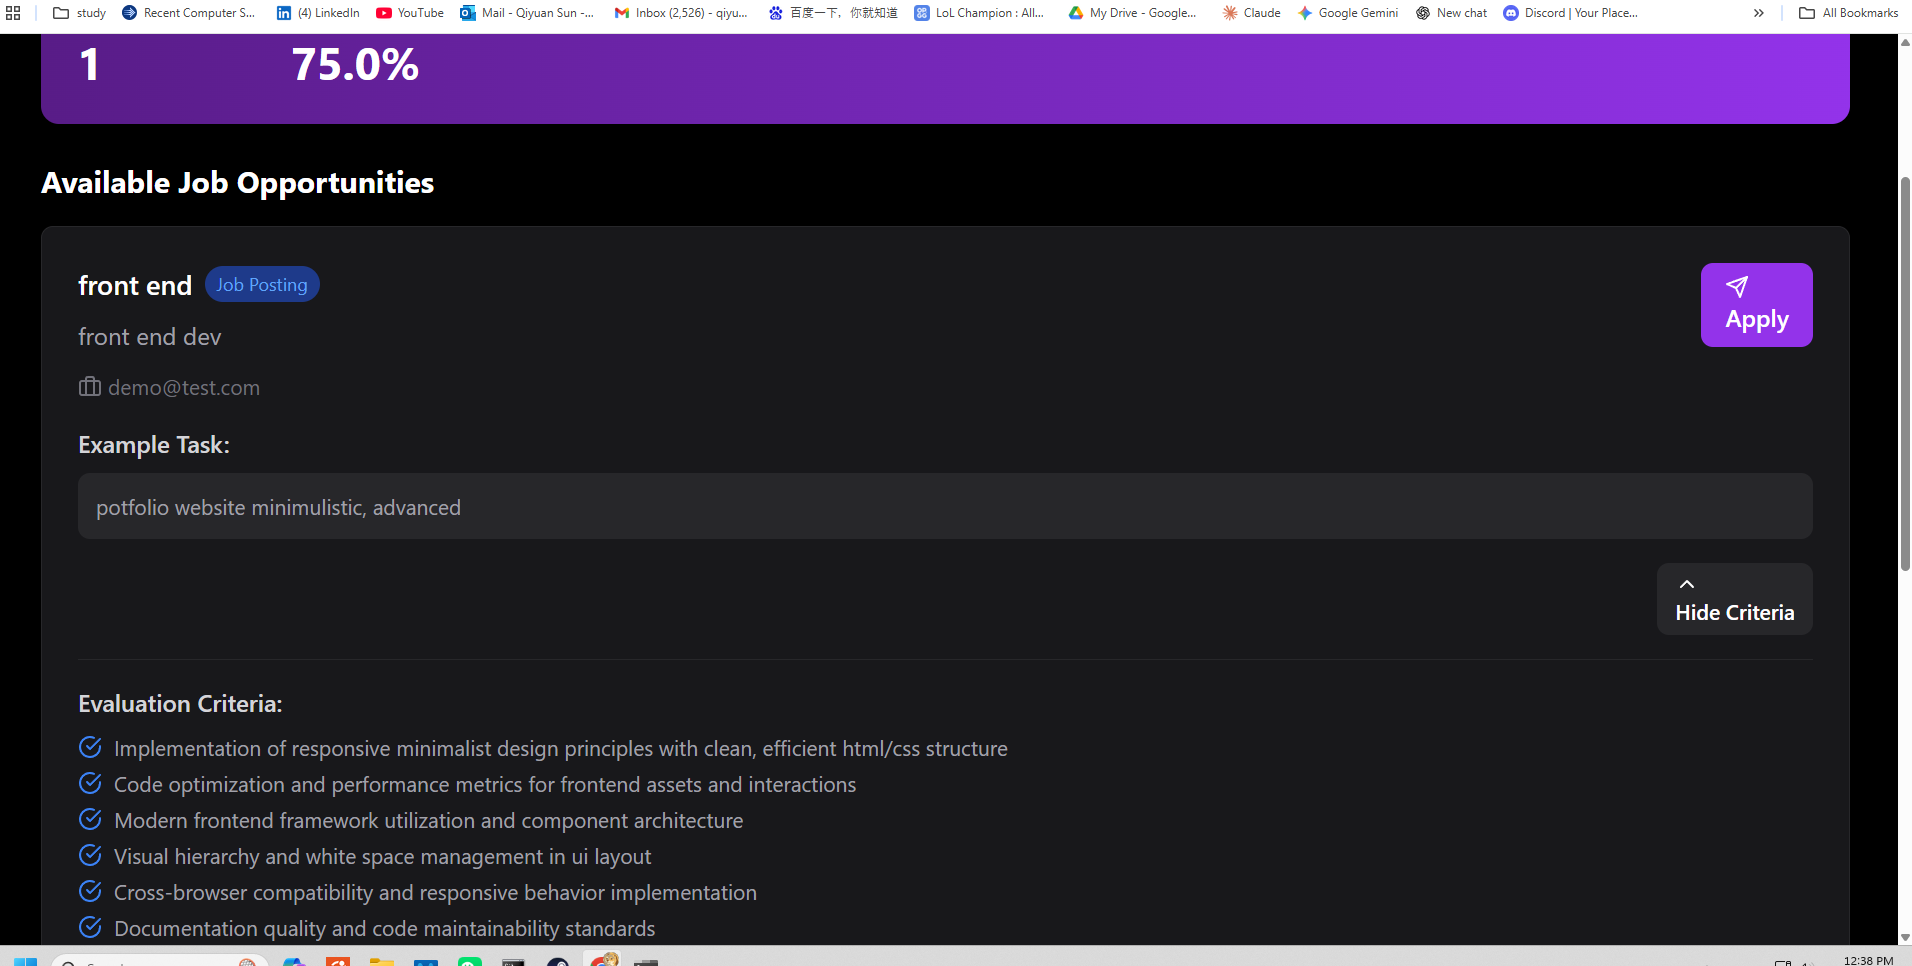 study
Recent Computer S...
(4) LinkedIn
YouTube
Mail - Qiyuan Sun -...
Inbox (2,526) - qiyu...
百度一下，你就知道
LoL Champion : All...
My Drive - Google...
Claude
Google Gemini
New chat
Discord | Your Place...
All Bookmarks
1
75.0%
Available Job Opportunities
front end
Job Posting
Apply
front end dev
demo@test.com
Example Task:
potfolio website minimulistic, advanced
Hide Criteria
Evaluation Criteria:
Implementation of responsive minimalist design principles with clean, efficient html/css structure
Code optimization and performance metrics for frontend assets and interactions
Modern frontend framework utilization and component architecture
Visual hierarchy and white space management in ui layout
Cross-browser compatibility and responsive behavior implementation
Documentation quality and code maintainability standards
12:38 PM